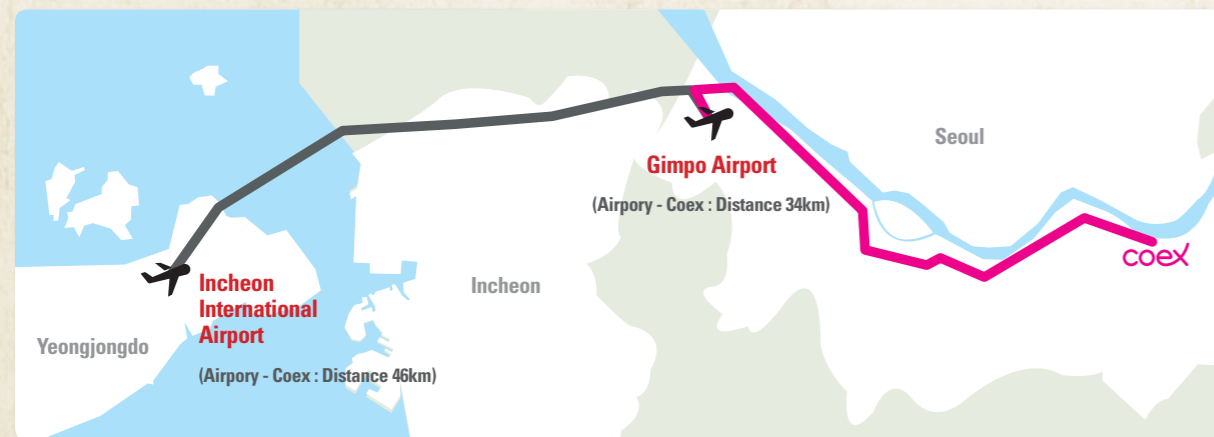 Seoul
Gimpo Airport
(Airpory - Coex : Distance 34km)
coex
Incheon
International
Airport
(Airpory - Coex : Distance 46km)
Incheon
Yeongjongdo